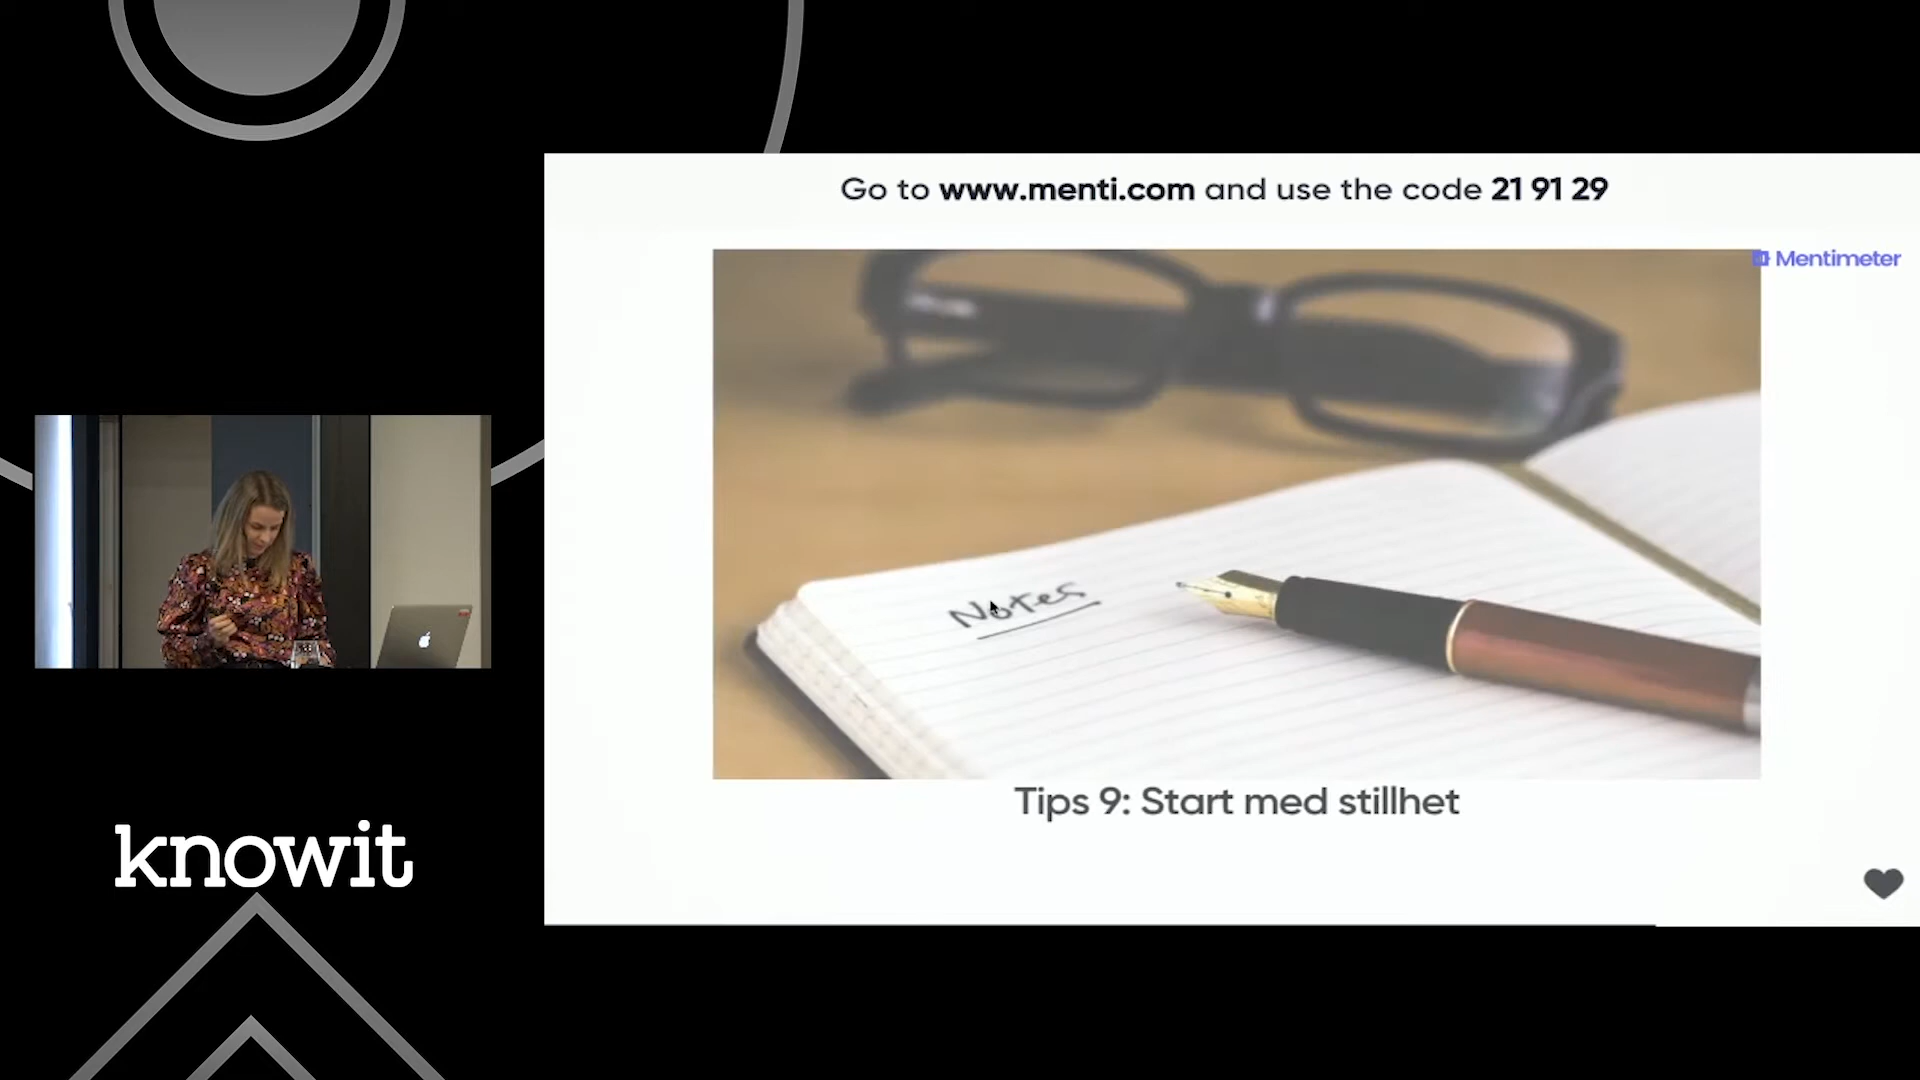 Go to www.menti.com and use the code 21 91 29
Mentimeter
Notes
Tips 9: Start med stillhet
knowit